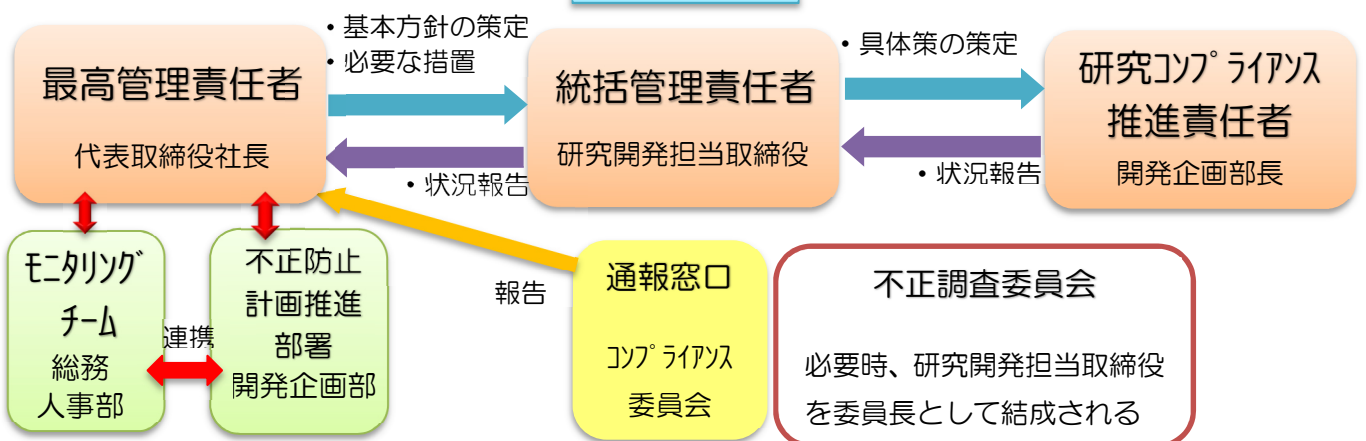 ・基本方針の策定
・必要な措置
・具体策の策定
最高管理責任者
代表取締役社長
統括管理責任者
研究開発担当取締役
研究ｺﾝﾌﾟﾗｲｱﾝｽ
推進責任者
開発企画部長
・状況報告
・状況報告
ﾓﾆﾀﾘﾝｸﾞ
ﾁｰﾑ
総務
人事部
連携
不正防止
計画推進
部署
開発企画部
報告
通報窓口
ｺﾝﾌﾟﾗｲｱﾝｽ
委員会
不正調査委員会
必要時、研究開発担当取締役
を委員長として結成される